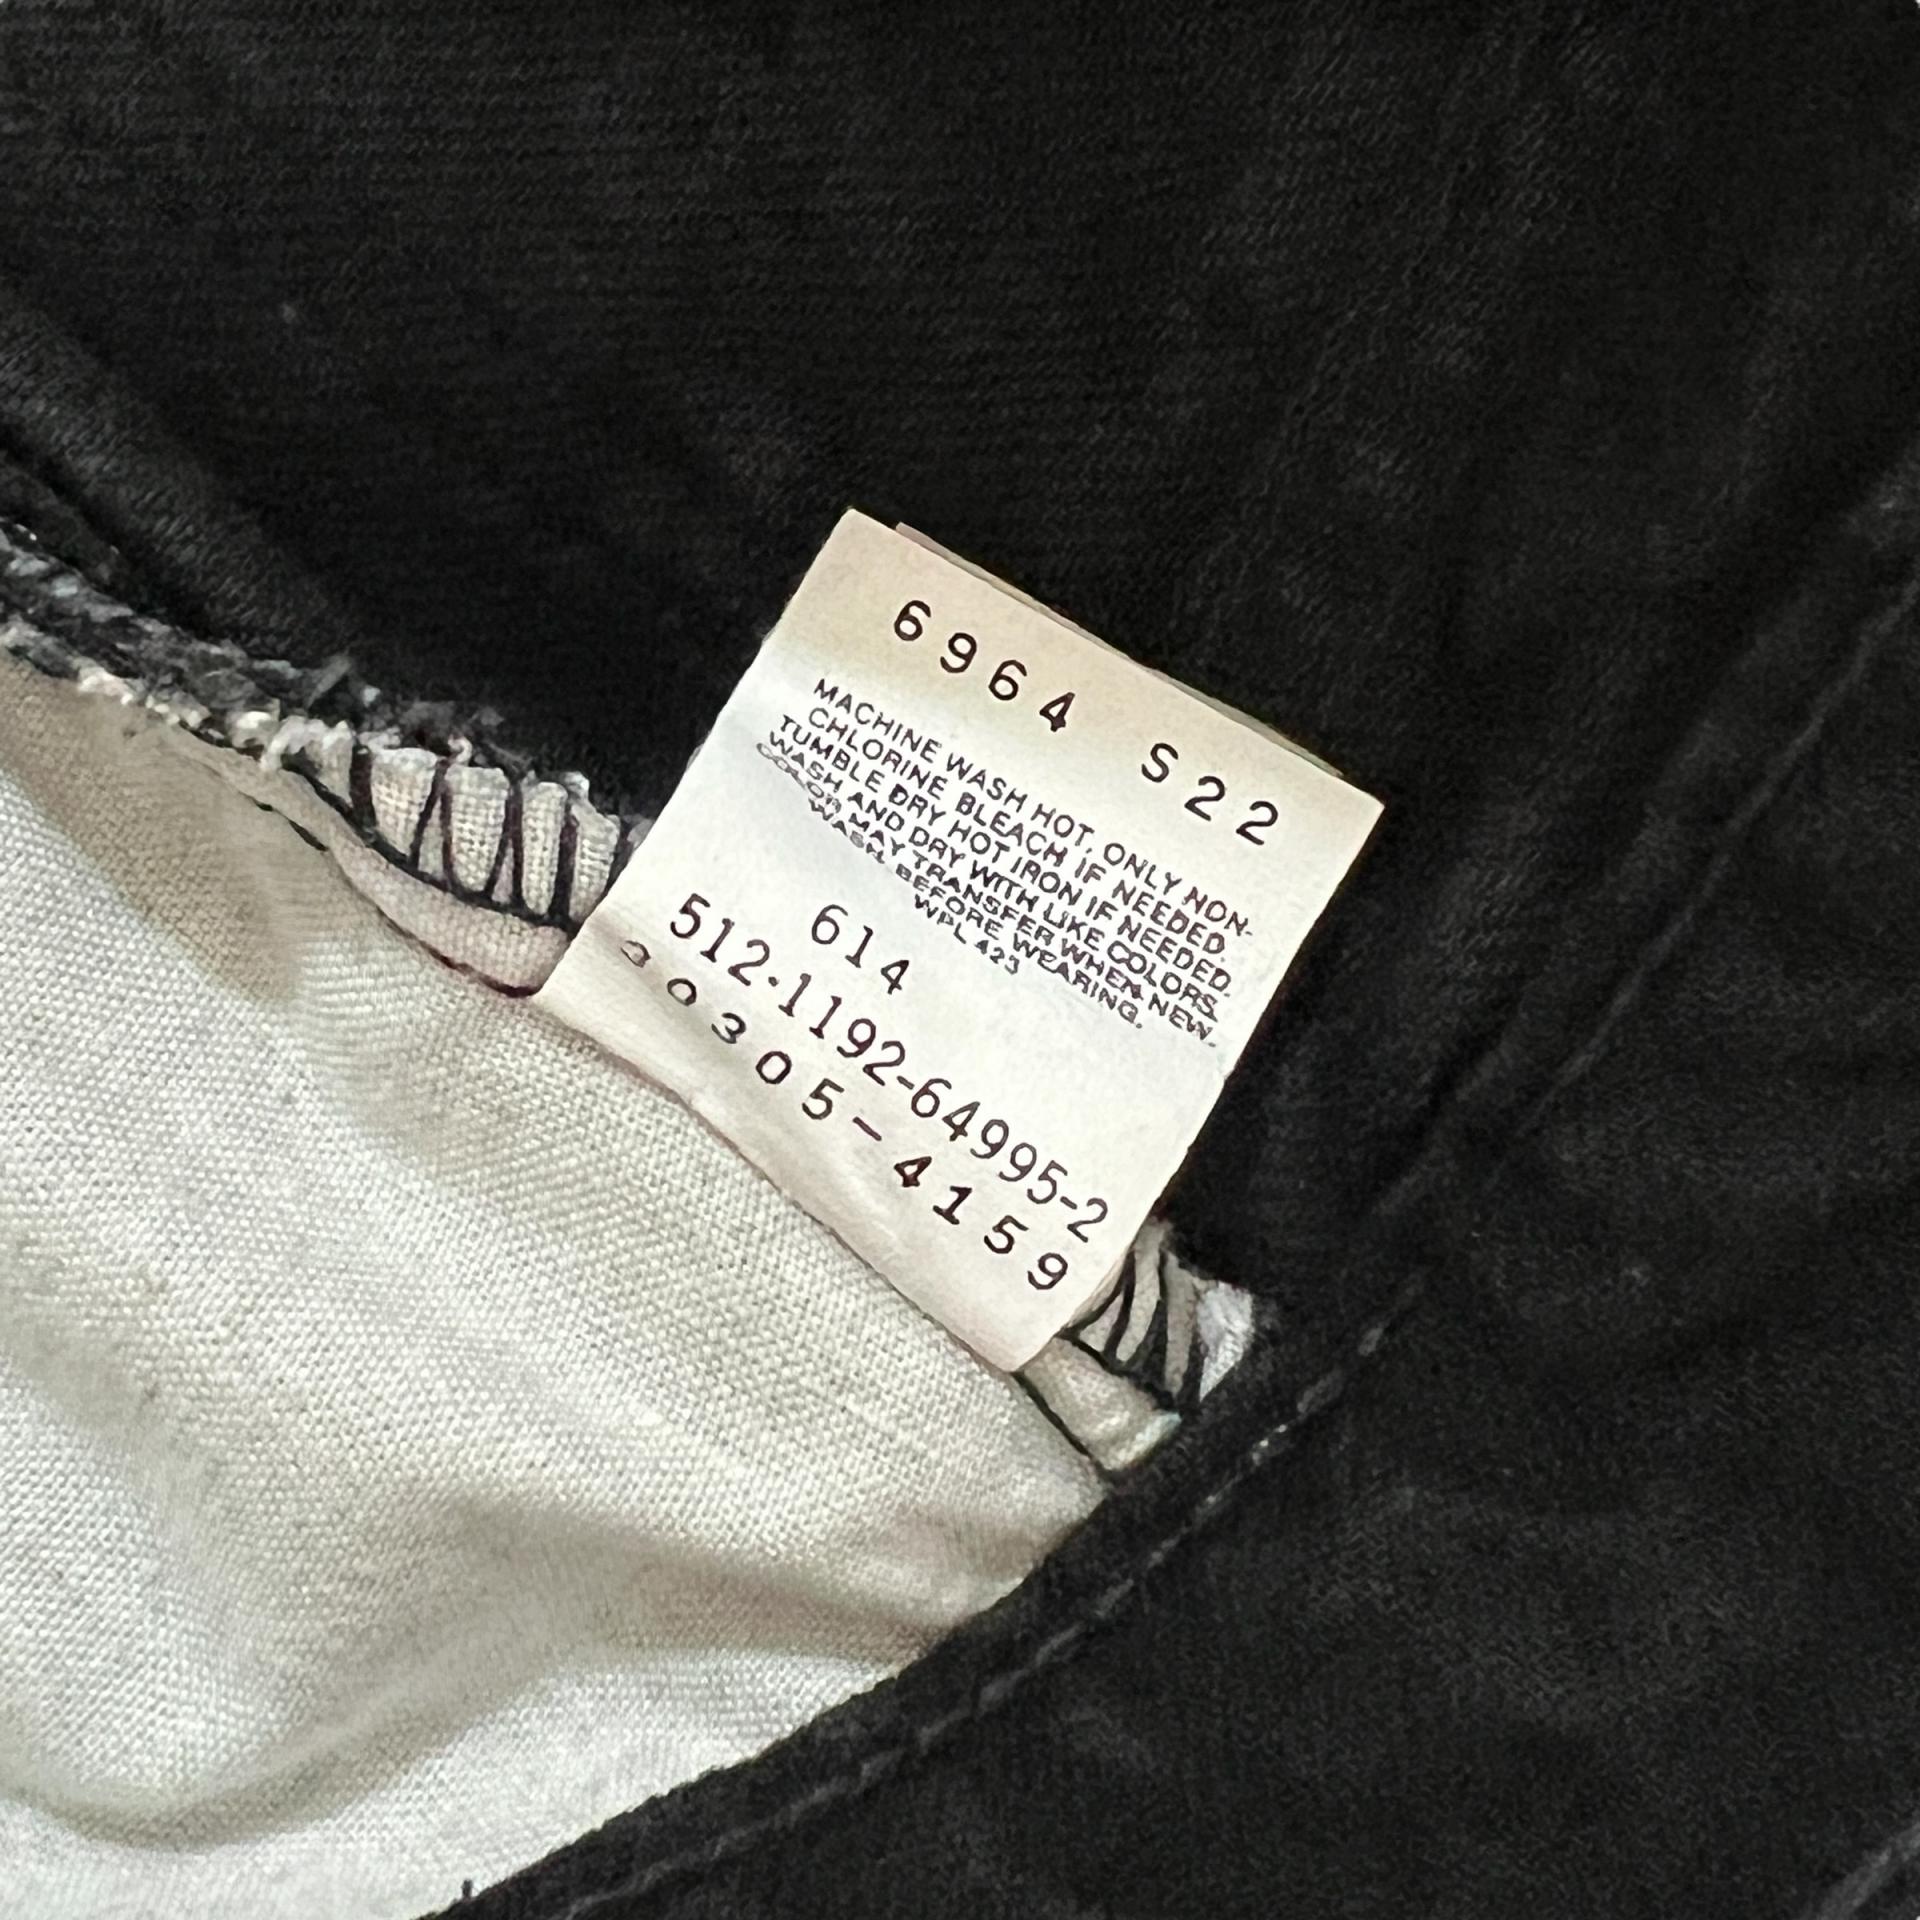 6964 S22
MACHINE WASH HOT, ONLY NON-
CHLORINE BLEACH IF NEEDED.
TUMBLE DRY HOT IRON IF NEEDED.
WASH AND DRY WITH LIKE COLORS.
COLOR MAY TRANSFER WHEN NEW.
WASH BEFORE WEARING.
WPL 423
614
512-1192-64995-2
30305-4159